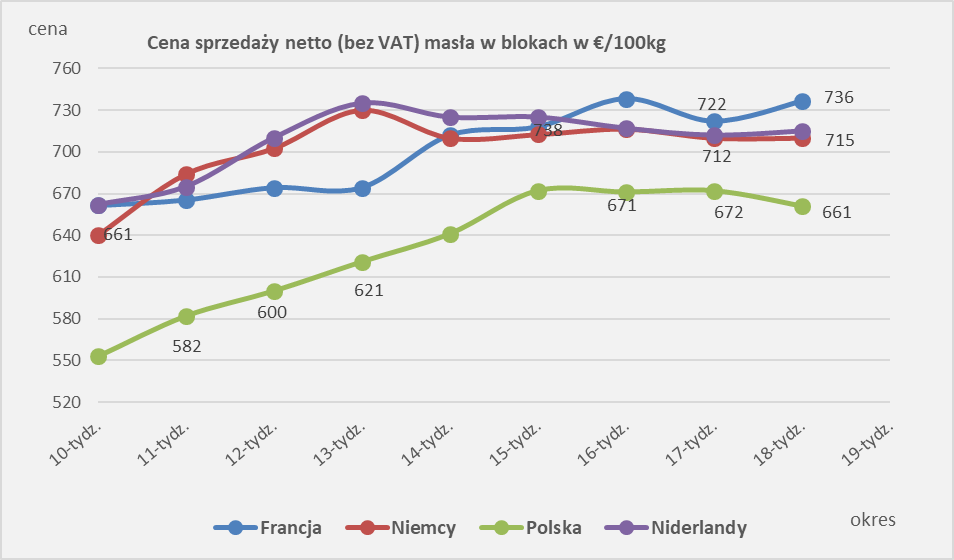 cena
Cena sprzedaży netto (bez VAT) masła w blokach w €/100kg
760
730
700
670
640
610
580
550
520
661
582
600
621
738
671
722
712
672
736
715
661
10-tydz.
11-tydz.
12-tydz.
13-tydz.
14-tydz.
15-tydz.
16-tydz.
17-tydz.
18-tydz.
19-tydz.
okres
Francja Niemcy Polska Niderlandy